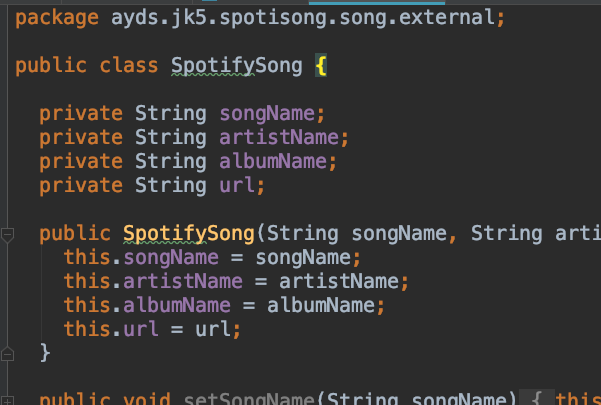 package ayds.jk5.spotisong.song.external;
public class SpotifySong {
private String songName;
private String artistName;
private String albumName;
private String url;
public SpotifySong(String songName, String arti
this.songName = songName;
this.artistName = artistName;
this.albumName = albumName;
this.url = url;
}
public void setSongName(String songName) { this